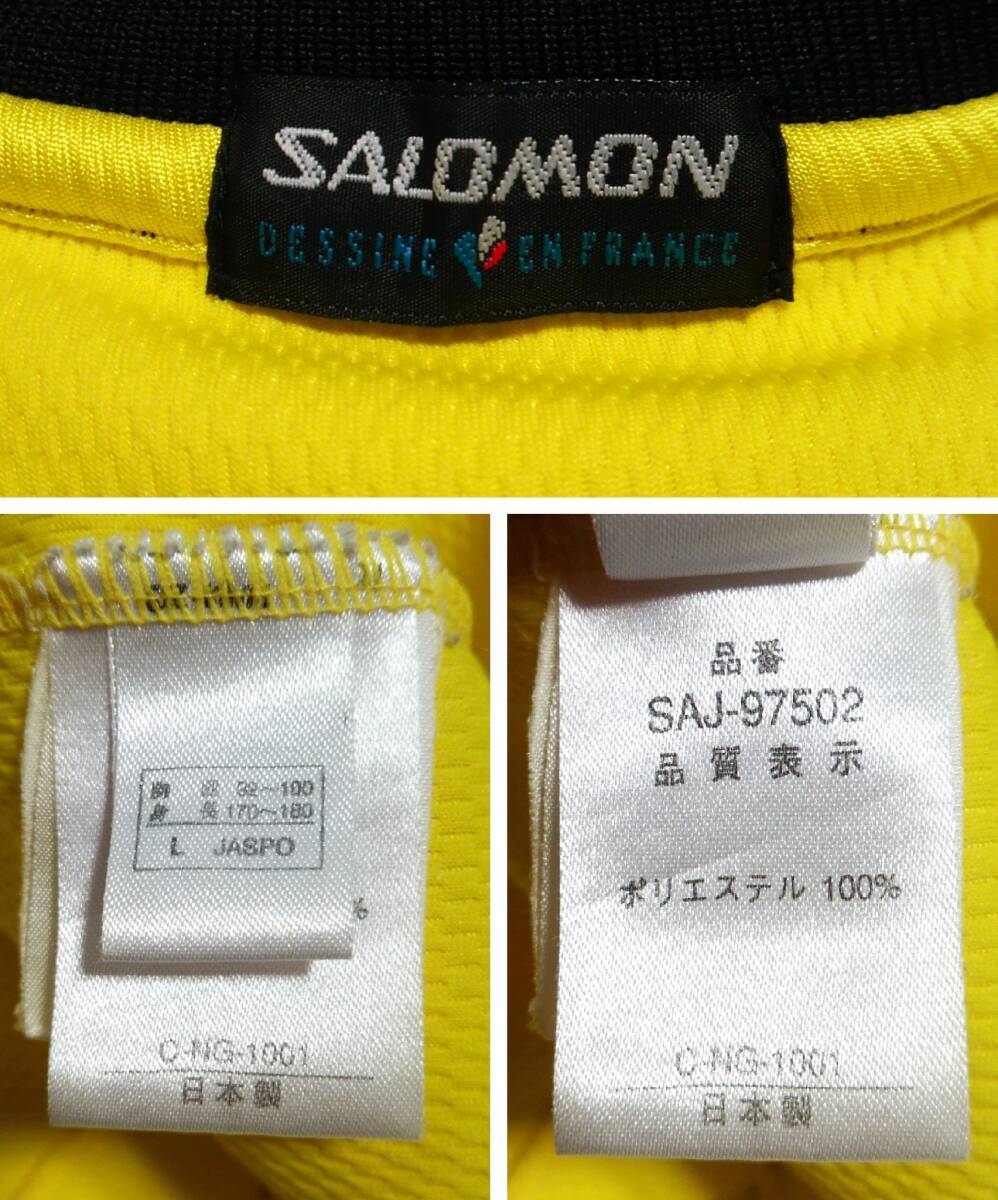 SALOMON
DESSINE EN FRANCE
胸 囲 92～100
身 長 170～180
L JASPO
%
C-NG-1001
日本製
品番
SAJ-97502
品質表示
ポリエステル 100%
C-NG-1001
日本製